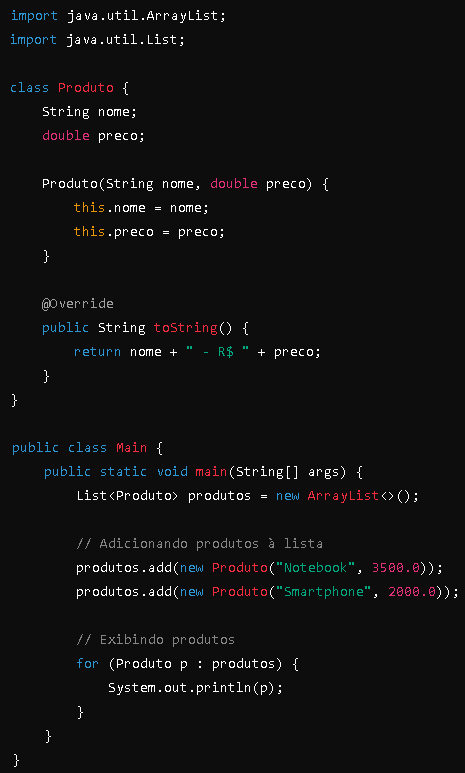 import java.util.ArrayList;
import java.util.List;

class Produto {
    String nome;
    double preco;

    Produto(String nome, double preco) {
        this.nome = nome;
        this.preco = preco;
    }

    @Override
    public String toString() {
        return nome + " - R$ " + preco;
    }
}

public class Main {
    public static void main(String[] args) {
        List<Produto> produtos = new ArrayList<>();

        // Adicionando produtos à lista
        produtos.add(new Produto("Notebook", 3500.0));
        produtos.add(new Produto("Smartphone", 2000.0));

        // Exibindo produtos
        for (Produto p : produtos) {
            System.out.println(p);
        }
    }
}